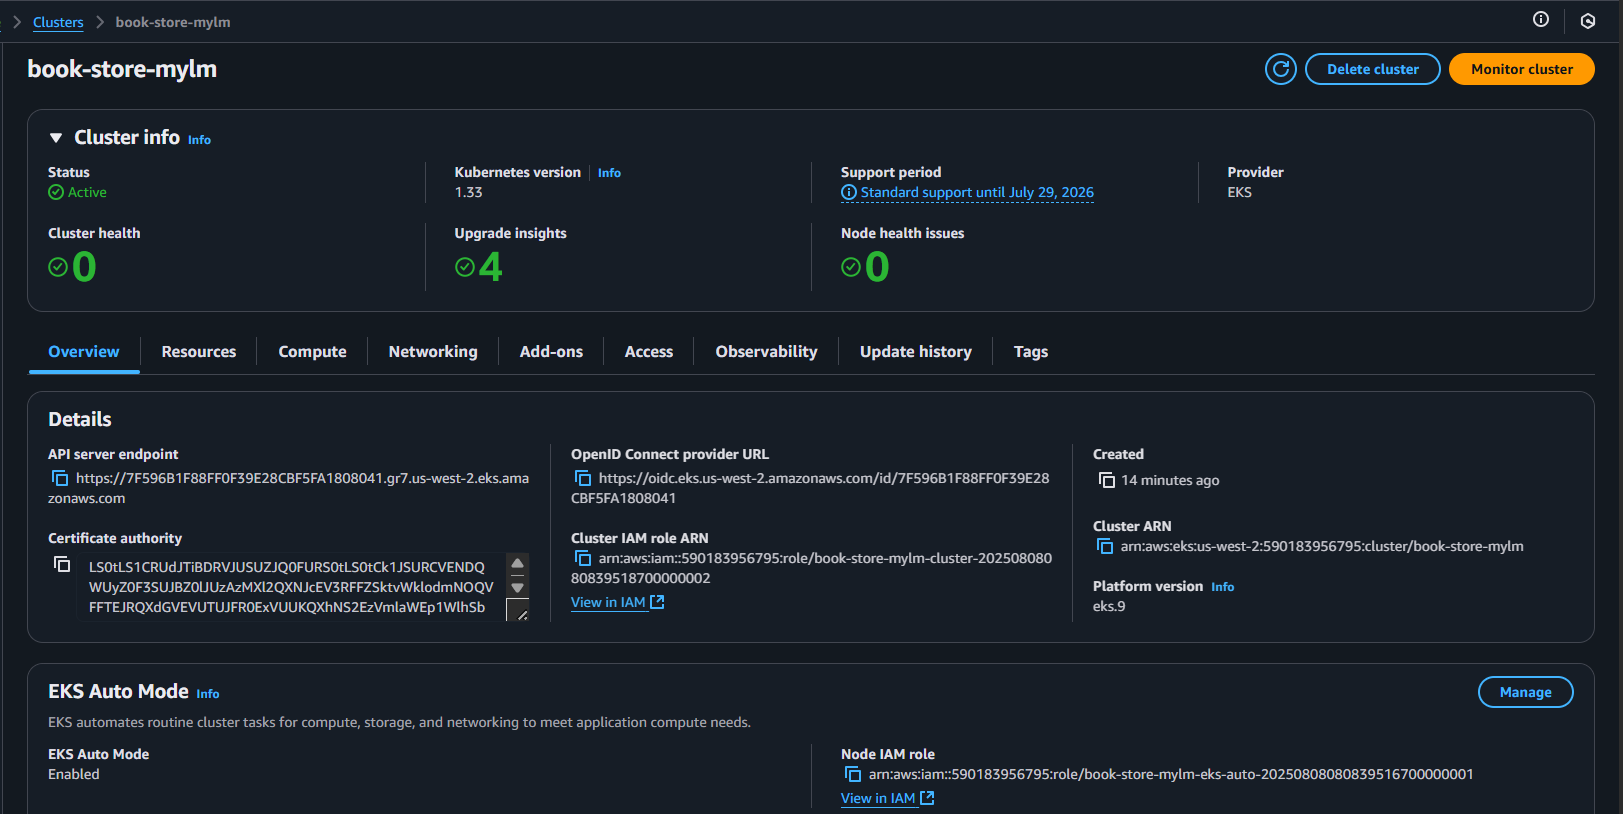 Clusters
book-store-mylm
book-store-mylm
Delete cluster
Monitor cluster
Cluster info Info
Status
Active
Kubernetes version Info
1.33
Support period
Standard support until July 29, 2026
Provider
EKS
Cluster health
0
Upgrade insights
4
Node health issues
0
Overview
Resources
Compute
Networking
Add-ons
Access
Observability
Update history
Tags
Details
API server endpoint
https://7F596B1F88FF0F39E28CBF5FA1808041.gr7.us-west-2.eks.ama
zonaws.com
Certificate authority
LS0tLS1CRUdJTiBDRVJUSUZJQ0FURS0tLS0tCk1JSURCVENDQ
WUyZ0F3SUJBZ0lJUzAzMXl2QXNJcEV3RFFZSktvWklodmNOQV
FFTEJRQXdGVEVUTUJFR0ExVUUKQXhNS2EzVmlaWEp1WlhSb
OpenID Connect provider URL
https://oidc.eks.us-west-2.amazonaws.com/id/7F596B1F88FF0F39E28
CBF5FA1808041
Cluster IAM role ARN
arn:aws:iam::590183956795:role/book-store-mylm-cluster-202508080
80839518700000002
View in IAM
Created
14 minutes ago
Cluster ARN
arn:aws:eks:us-west-2:590183956795:cluster/book-store-mylm
Platform version Info
eks.9
EKS Auto Mode Info
Manage
EKS automates routine cluster tasks for compute, storage, and networking to meet application compute needs.
EKS Auto Mode
Enabled
Node IAM role
arn:aws:iam::590183956795:role/book-store-mylm-eks-auto-20250808080839516700000001
View in IAM